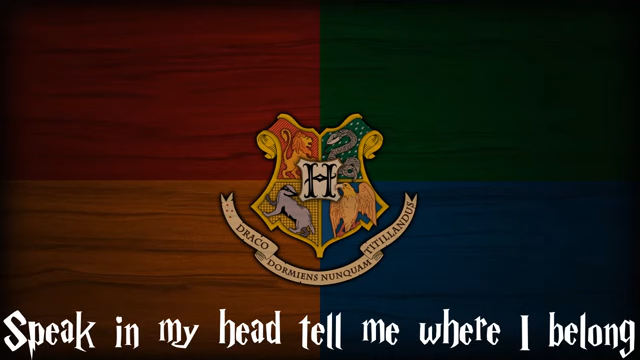 H
DRACO
DORMIENS NUNQUAM
TITILLANDUS
Speak in my head tell me where I belong